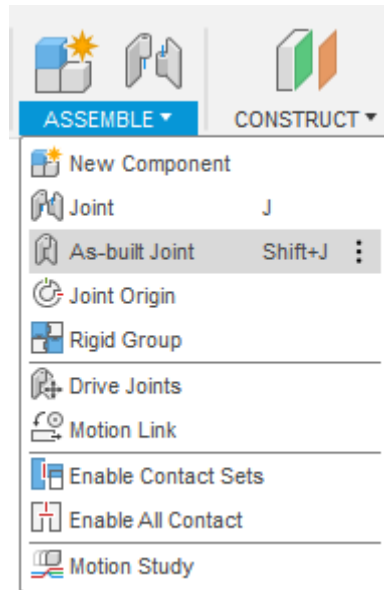 ASSEMBLE CONSTRUCT
New Component
Joint J
As-built Joint Shift+J
Joint Origin
Rigid Group
Drive Joints
Motion Link
Enable Contact Sets
Enable All Contact
Motion Study